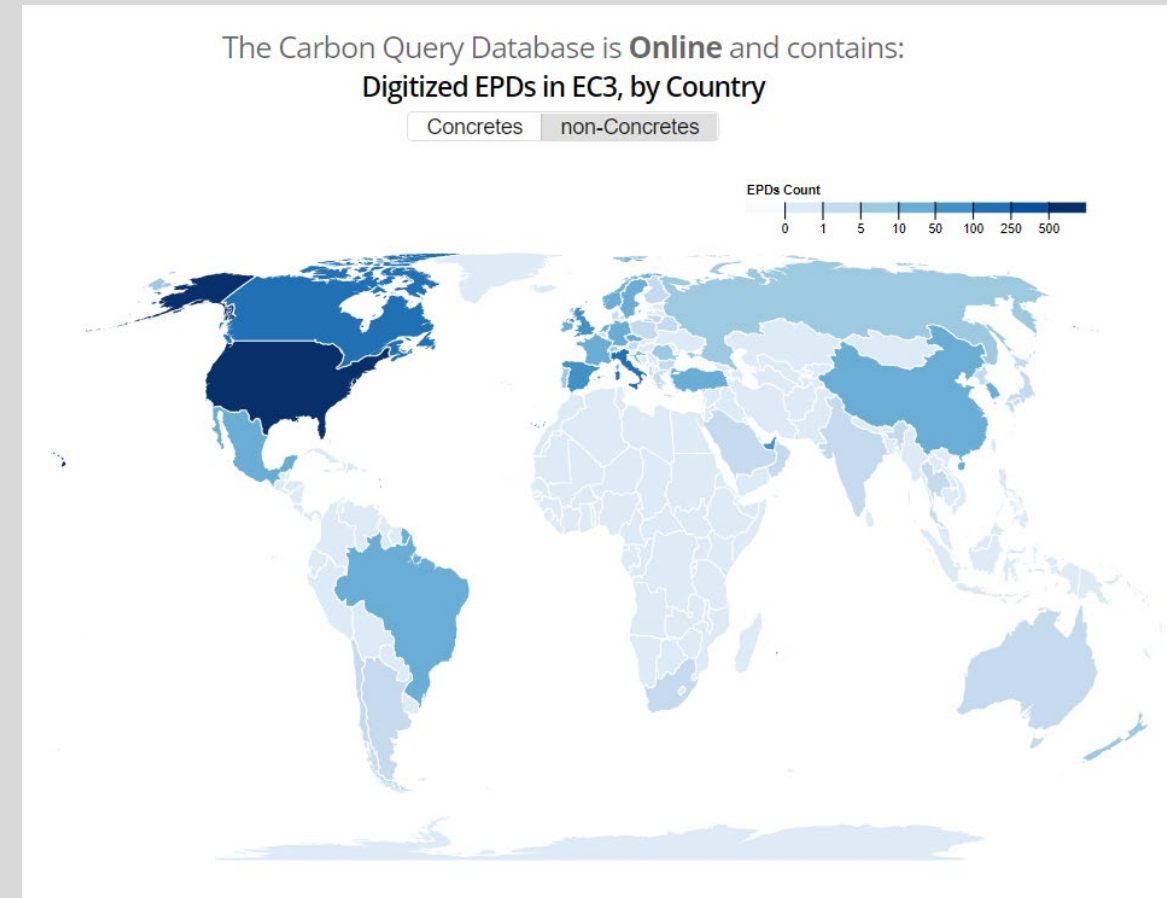 The Carbon Query Database is Online and contains:
Digitized EPDs in EC3, by Country
Concretes non-Concretes
EPDs Count
0 1 5 10 50 100 250 500